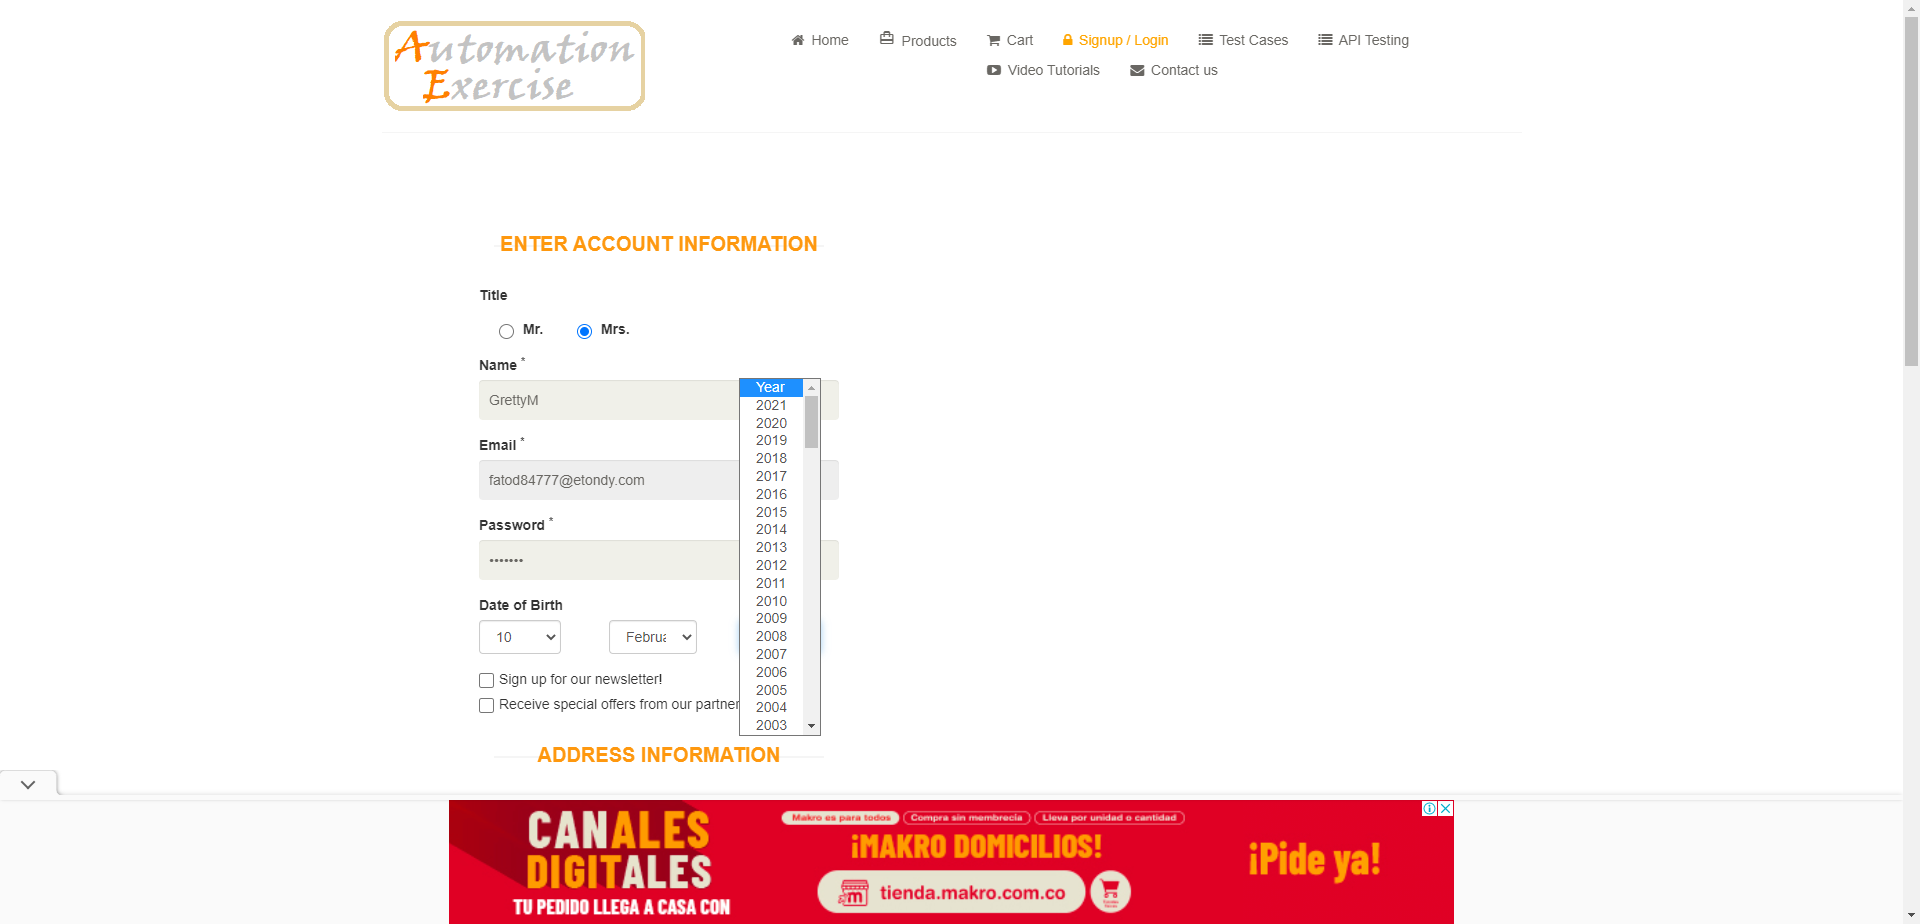 Automation
Exercise
Home
Products
Cart
Signup / Login
Test Cases
API Testing
Video Tutorials
Contact us
ENTER ACCOUNT INFORMATION
Title
Mr.
Mrs.
Name *
GrettyM
Email *
fatod84777@etondy.com
Password *
•••••••
Date of Birth
10
Februa
Year
2021
2020
2019
2018
2017
2016
2015
2014
2013
2012
2011
2010
2009
2008
2007
2006
2005
2004
2003
Sign up for our newsletter!
Receive special offers from our partner
ADDRESS INFORMATION
CANALES
DIGITALES
TU PEDIDO LLEGA A CASA CON
Makro es para todos
Compra sin membrecia
Lleva por unidad o cantidad
¡MAKRO DOMICILIOS!
m
tienda.makro.com.co
¡Pide ya!